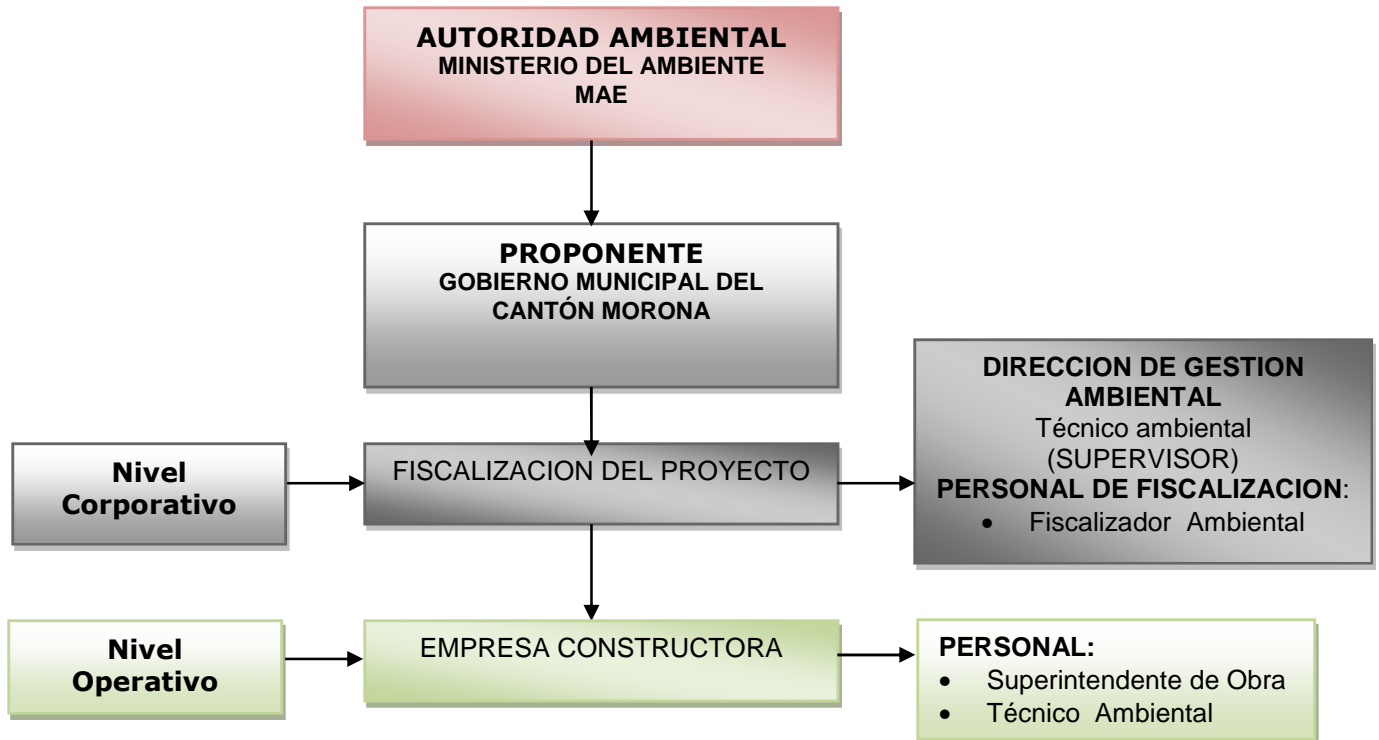 AUTORIDAD AMBIENTAL
MINISTERIO DEL AMBIENTE
MAE
PROPONENTE
GOBIERNO MUNICIPAL DEL
CANTÓN MORONA
Nivel
Corporativo
FISCALIZACION DEL PROYECTO
DIRECCION DE GESTION
AMBIENTAL
Técnico ambiental
(SUPERVISOR)
PERSONAL DE FISCALIZACION:
• Fiscalizador Ambiental
Nivel
Operativo
EMPRESA CONSTRUCTORA
PERSONAL:
• Superintendente de Obra
• Técnico Ambiental